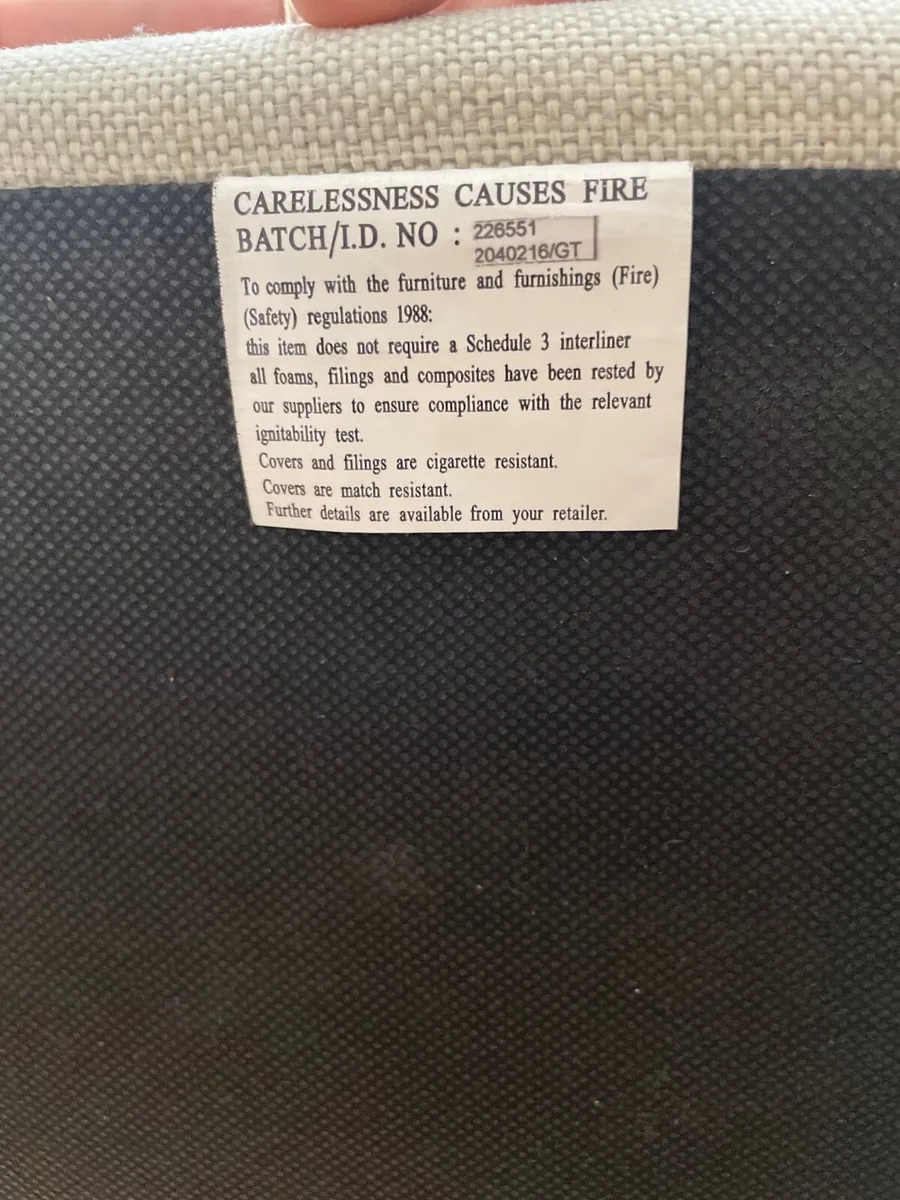 CARELESSNESS CAUSES FIRE
BATCH/I.D. NO : 226551
2040216/GT
To comply with the furniture and furnishings (Fire)
(Safety) regulations 1988:
this item does not require a Schedule 3 interliner
all foams, filings and composites have been rested by
our suppliers to ensure compliance with the relevant
ignitability test.
Covers and filings are cigarette resistant.
Covers are match resistant.
Further details are available from your retailer.